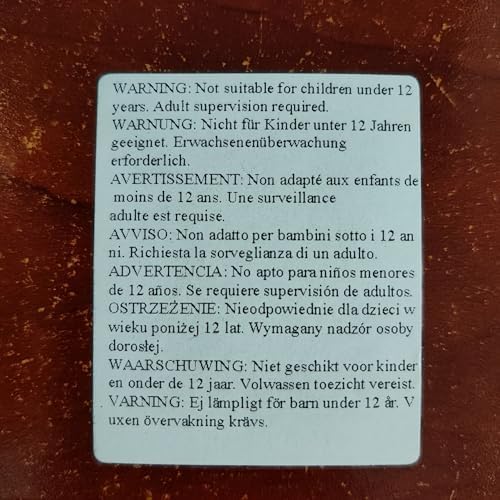 WARNING: Not suitable for children under 12
years. Adult supervision required.
WARNUNG: Nicht für Kinder unter 12 Jahren
geeignet. Erwachsenenüberwachung
erforderlich.
AVERTISSEMENT: Non adapté aux enfants de
moins de 12 ans. Une surveillance
adulte est requise.
AVVISO: Non adatto per bambini sotto i 12 an
ni. Richiesta la sorveglianza di un adulto.
ADVERTENCIA: No apto para niños menores
de 12 años. Se requiere supervisión de adultos.
OSTRZEŻENIE: Nieodpowiednie dla dzieci w
wieku poniżej 12 lat. Wymagany nadzór osoby
dorosłej.
WAARSCHUWING: Niet geschikt voor kinder
en onder de 12 jaar. Volwassen toezicht vereist.
VARNING: Ej lämpligt för barn under 12 år. V
uxen övervakning krävs.